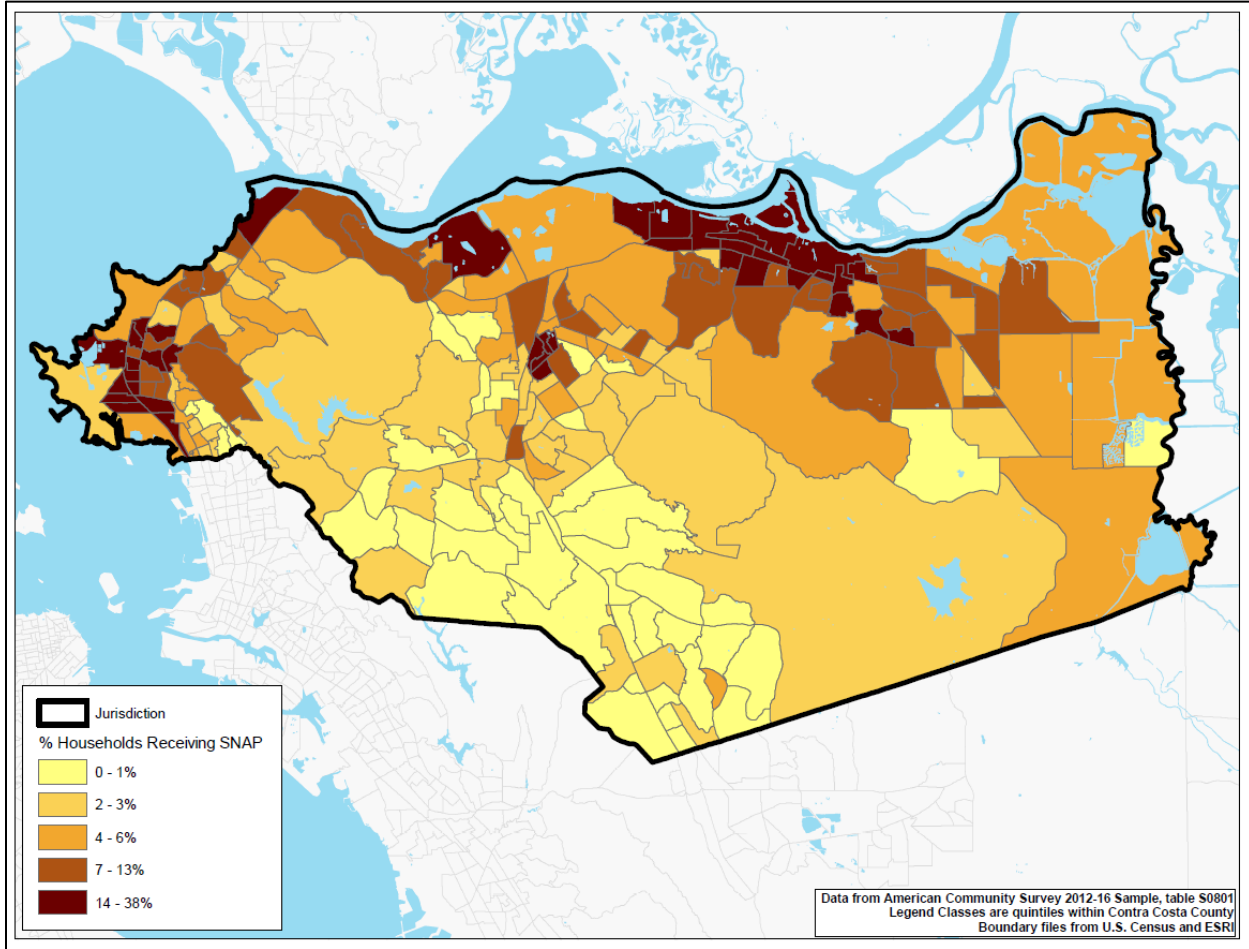 Jurisdiction
% Households Receiving SNAP
0 - 1%
2 - 3%
4 - 6%
7 - 13%
14 - 38%
Data from American Community Survey 2012-16 Sample, table S0801
Legend Classes are quintiles within Contra Costa County
Boundary files from U.S. Census and ESRI